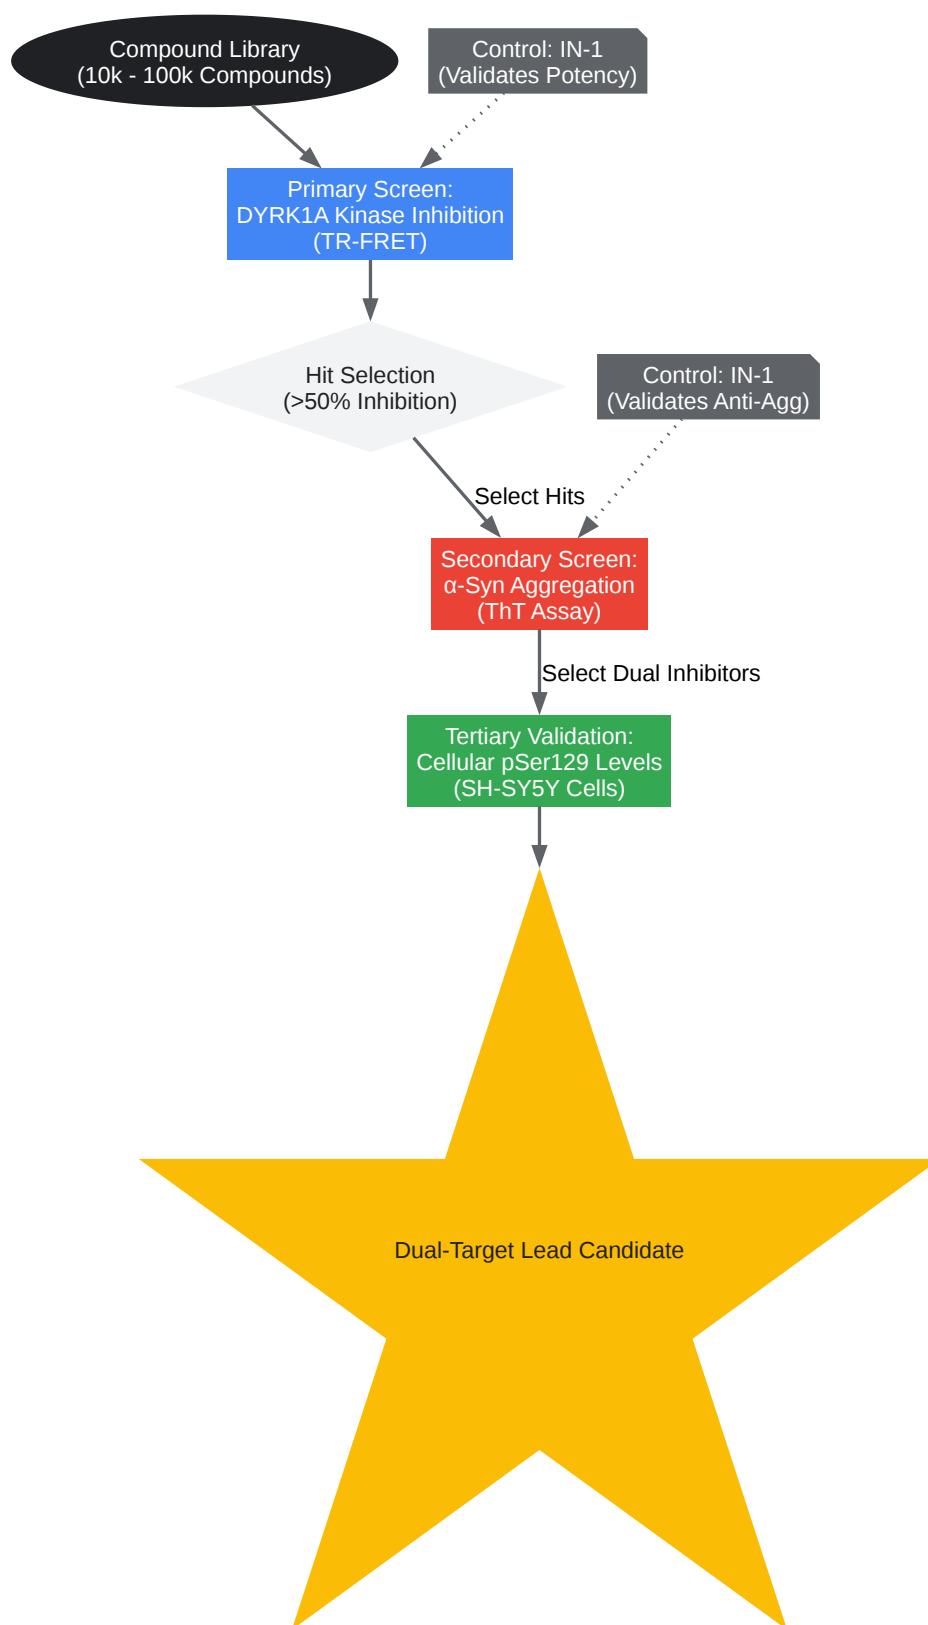 Compound Library
(10k - 100k Compounds)
Control: IN-1
(Validates Potency)
Primary Screen:
DYRK1A Kinase Inhibition
(TR-FRET)
Hit Selection
(>50% Inhibition)
Control: IN-1
(Validates Anti-Agg)
Select Hits
Secondary Screen:
α-Syn Aggregation
(ThT Assay)
Select Dual Inhibitors
Tertiary Validation:
Cellular pSer129 Levels
(SH-SY5Y Cells)
Dual-Target Lead Candidate